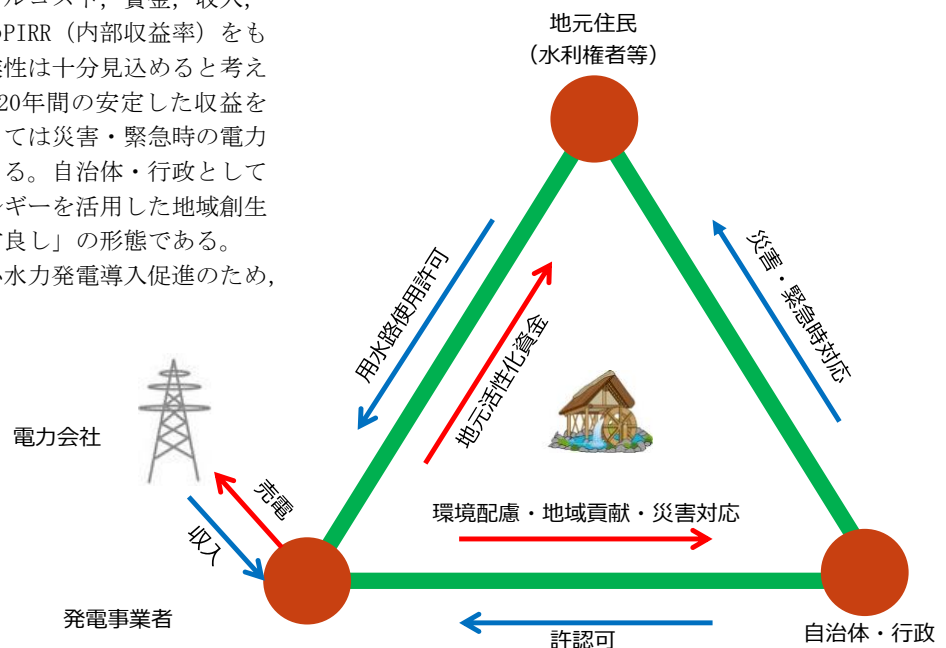 ルコスト，資金，収入，
PIRR（内部収益率）をも
業性は十分見込めると考え
20年間の安定した収益を
ては災害・緊急時の電力
る。自治体・行政として
ギーを活用した地域創生
方良し」の形態である。
水力発電導入促進のため，
地元住民
（水利権者等）
用水路使用許可
地元活性化資金
災害・緊急時対応
電力会社
売電
収入
環境配慮・地域貢献・災害対応
発電事業者
許認可
自治体・行政